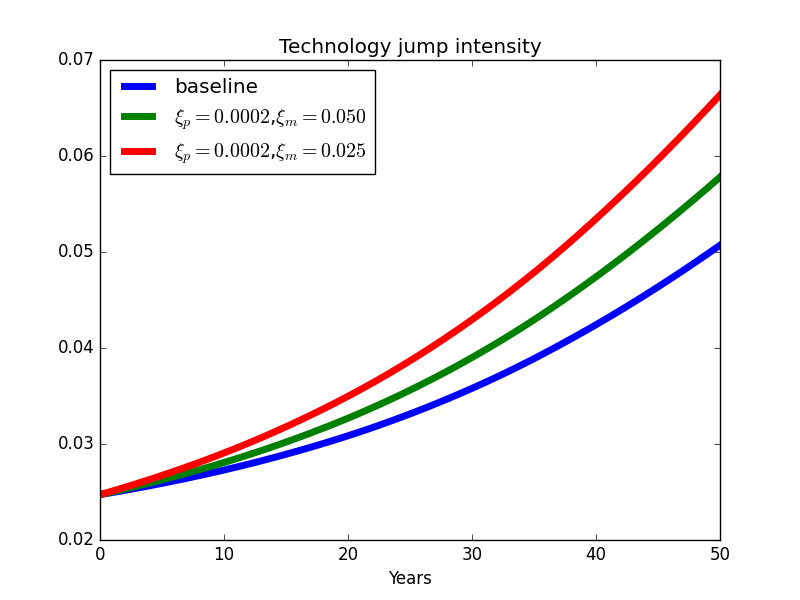 Technology jump intensity
0.07
0.06
0.05
0.04
0.03
0.02
baseline
ξₚ = 0.0002,ξₘ = 0.050
ξₚ = 0.0002,ξₘ = 0.025
0 10 20 30 40 50
Years